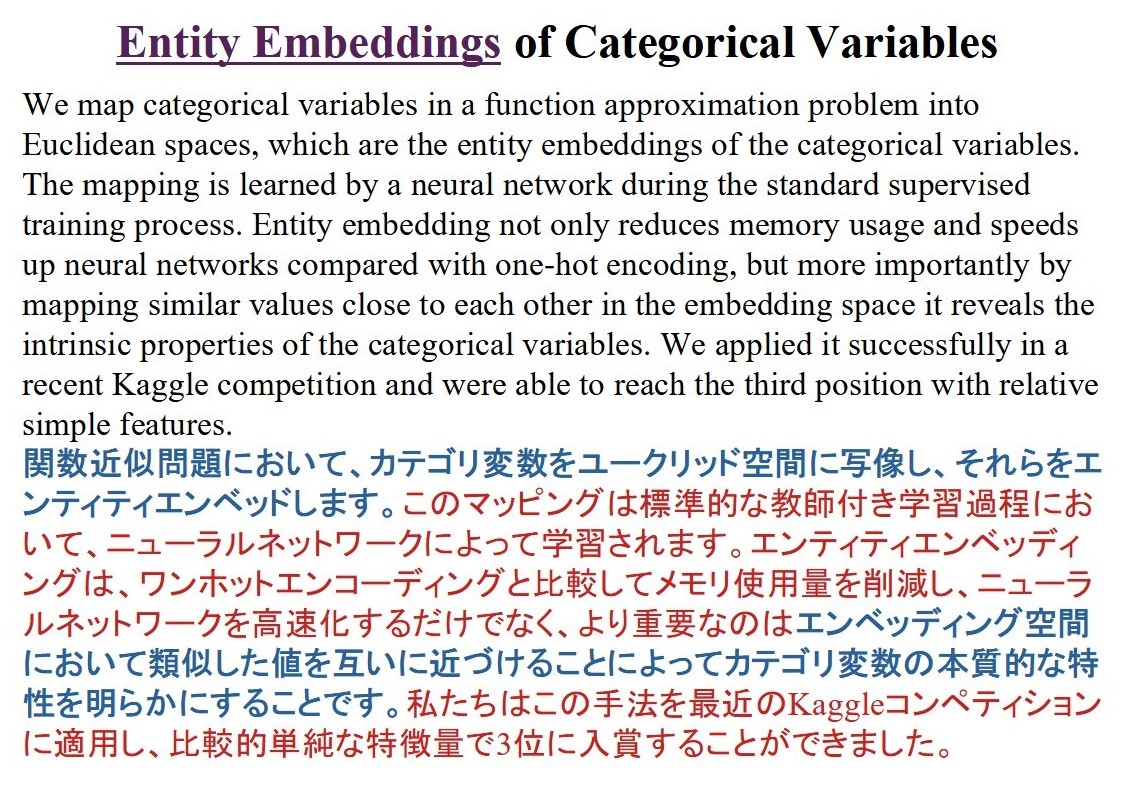 Entity Embeddings of Categorical Variables
We map categorical variables in a function approximation problem into
Euclidean spaces, which are the entity embeddings of the categorical variables.
The mapping is learned by a neural network during the standard supervised
training process. Entity embedding not only reduces memory usage and speeds
up neural networks compared with one-hot encoding, but more importantly by
mapping similar values close to each other in the embedding space it reveals the
intrinsic properties of the categorical variables. We applied it successfully in a
recent Kaggle competition and were able to reach the third position with relative
simple features.
関数近似問題において、カテゴリ変数をユークリッド空間に写像し、それらをエ
ンティティエンベッドします。このマッピングは標準的な教師付き学習過程にお
いて、ニューラルネットワークによって学習されます。エンティティエンベッディ
ングは、ワンホットエンコーディングと比較してメモリ使用量を削減し、ニューラ
ルネットワークを高速化するだけでなく、より重要なのはエンベッディング空間
において類似した値を互いに近づけることによってカテゴリ変数の本質的な特
性を明らかにすることです。私たちはこの手法を最近のKaggleコンペティション
に適用し、比較的単純な特徴量で3位に入賞することができました。